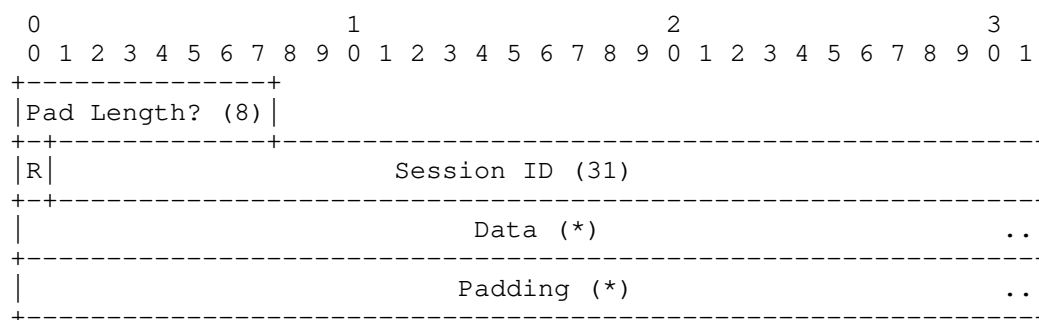 0 1 2 3
0 1 2 3 4 5 6 7 8 9 0 1 2 3 4 5 6 7 8 9 0 1 2 3 4 5 6 7 8 9 0 1
+---------------+
|Pad Length? (8)|
+-+-------------+-----------------------------------------------
|R| Session ID (31)
+-+-------------------------------------------------------------
| Data (*) ..
+---------------------------------------------------------------
| Padding (*) ..
+---------------------------------------------------------------